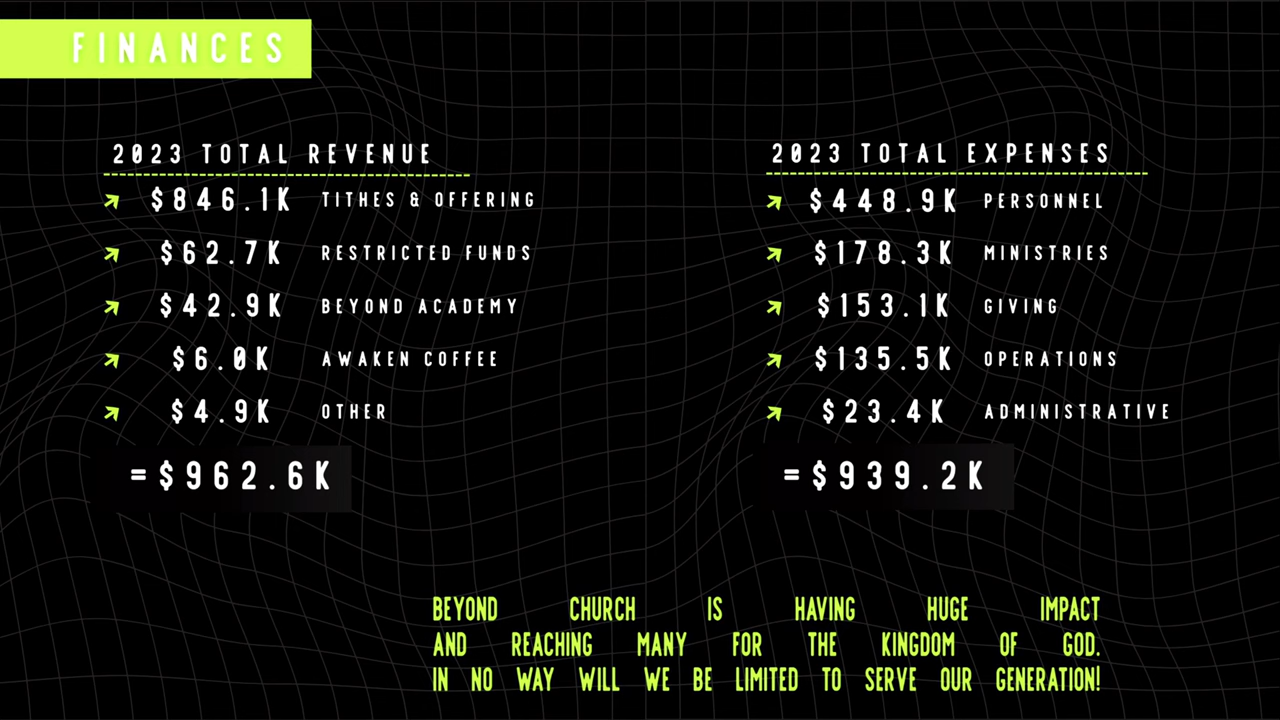 FINANCES
2023 TOTAL REVENUE
$846.1K TITHES & OFFERING
$62.7K RESTRICTED FUNDS
$42.9K BEYOND ACADEMY
$6.0K AWAKEN COFFEE
$4.9K OTHER
=$962.6K
2023 TOTAL EXPENSES
$448.9K PERSONNEL
$178.3K MINISTRIES
$153.1K GIVING
$135.5K OPERATIONS
$23.4K ADMINISTRATIVE
=$939.2K
BEYOND CHURCH IS HAVING HUGE IMPACT
AND REACHING MANY FOR THE KINGDOM OF GOD.
IN NO WAY WILL WE BE LIMITED TO SERVE OUR GENERATION!